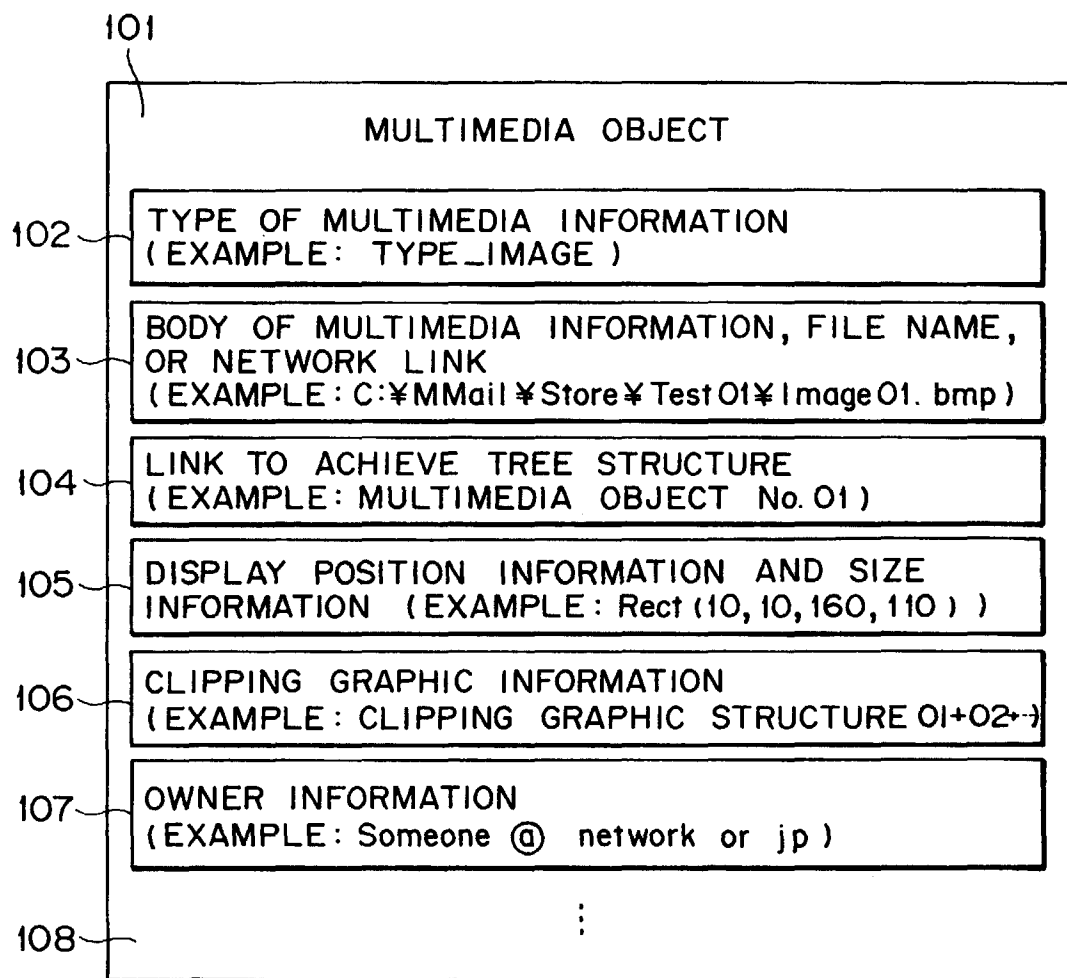 101
MULTIMEDIA OBJECT
102
TYPE OF MULTIMEDIA INFORMATION
(EXAMPLE: TYPE_IMAGE)
103
BODY OF MULTIMEDIA INFORMATION, FILE NAME,
OR NETWORK LINK
(EXAMPLE: C:¥MMail¥Store¥Test01¥Image01.bmp)
104
LINK TO ACHIEVE TREE STRUCTURE
(EXAMPLE: MULTIMEDIA OBJECT No. 01)
105
DISPLAY POSITION INFORMATION AND SIZE
INFORMATION (EXAMPLE: Rect(10,10,160,110))
106
CLIPPING GRAPHIC INFORMATION
(EXAMPLE: CLIPPING GRAPHIC STRUCTURE 01+02+···)
107
OWNER INFORMATION
(EXAMPLE: Someone @ network or jp)
108